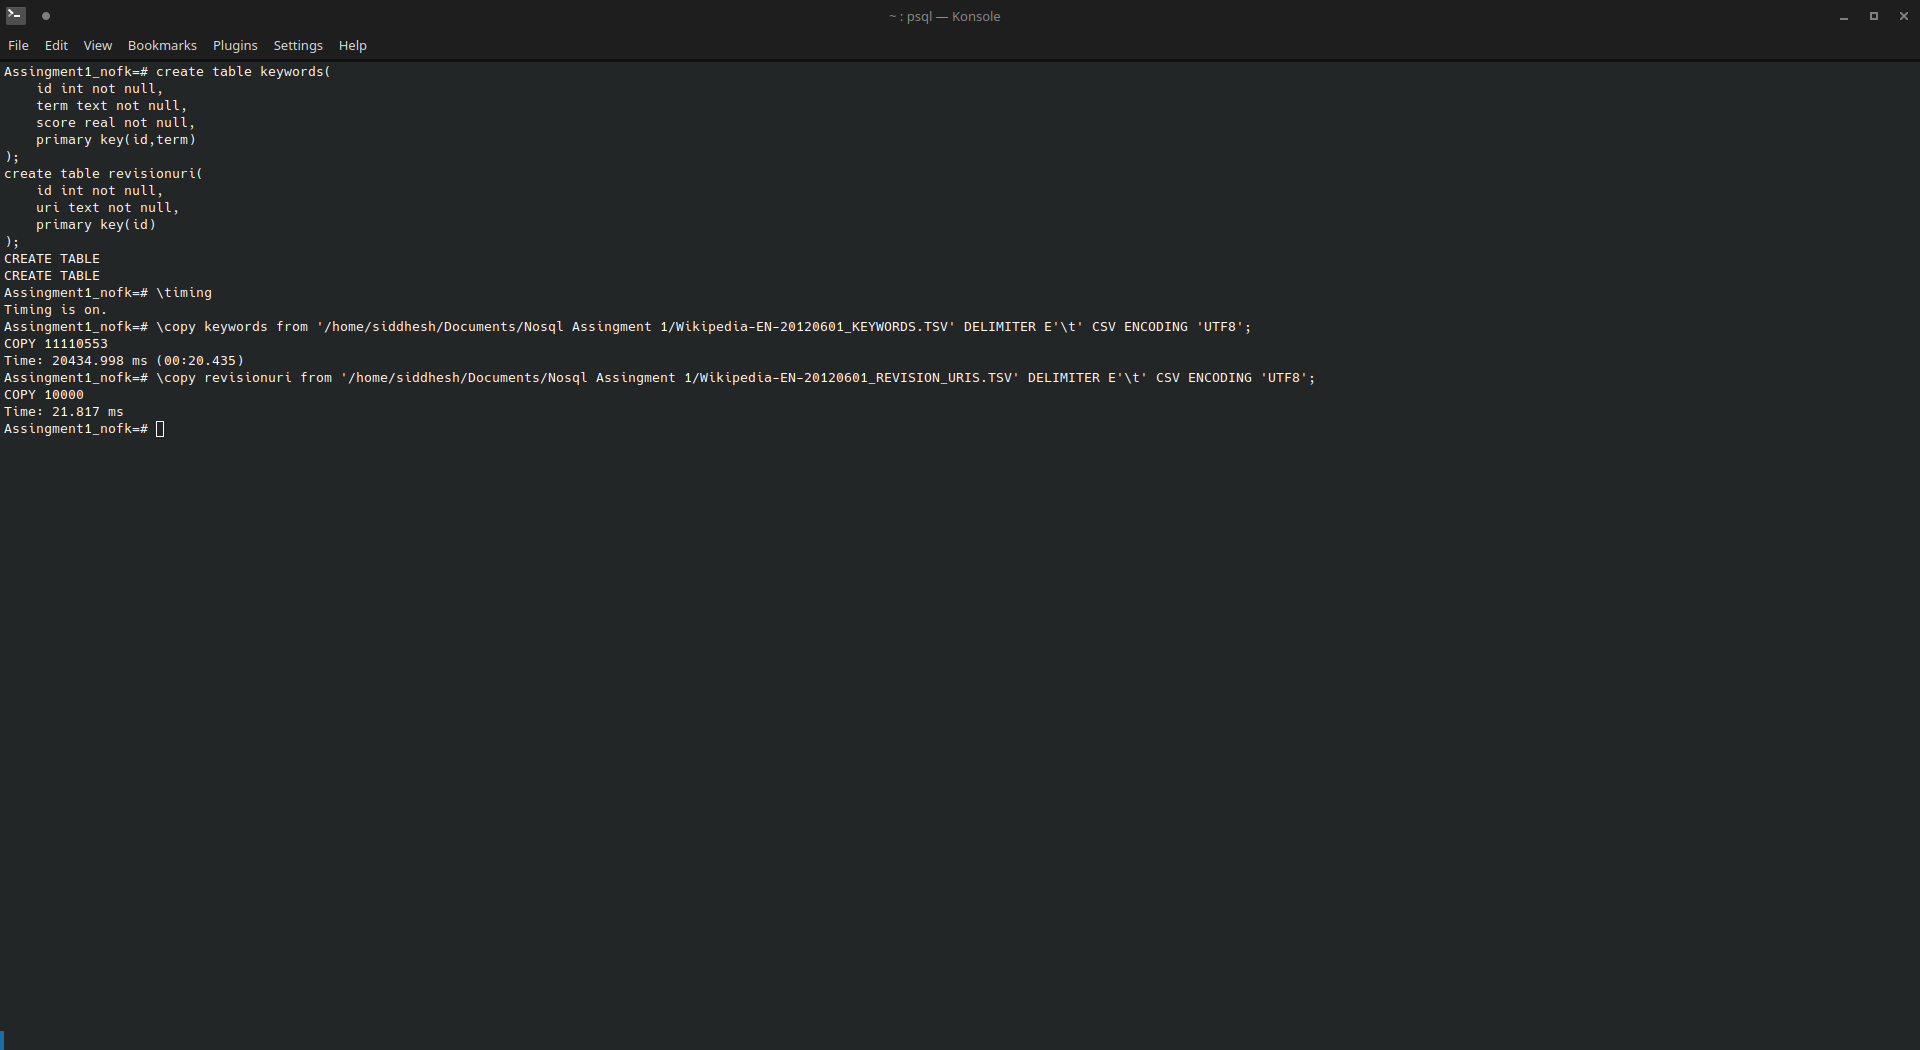 ~ : psql — Konsole
File Edit View Bookmarks Plugins Settings Help
Assingment1_nofk=# create table keywords(
    id int not null,
    term text not null,
    score real not null,
    primary key(id,term)
);
create table revisionuri(
    id int not null,
    uri text not null,
    primary key(id)
);
CREATE TABLE
CREATE TABLE
Assingment1_nofk=# \timing
Timing is on.
Assingment1_nofk=# \copy keywords from '/home/siddhesh/Documents/Nosql Assingment 1/Wikipedia-EN-20120601_KEYWORDS.TSV' DELIMITER E'\t' CSV ENCODING 'UTF8';
COPY 11110553
Time: 20434.998 ms (00:20.435)
Assingment1_nofk=# \copy revisionuri from '/home/siddhesh/Documents/Nosql Assingment 1/Wikipedia-EN-20120601_REVISION_URIS.TSV' DELIMITER E'\t' CSV ENCODING 'UTF8';
COPY 10000
Time: 21.817 ms
Assingment1_nofk=#